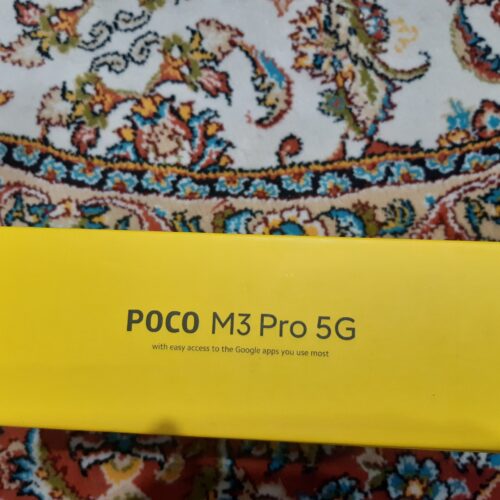 POCO M3 Pro 5G
with easy access to the Google apps you use most